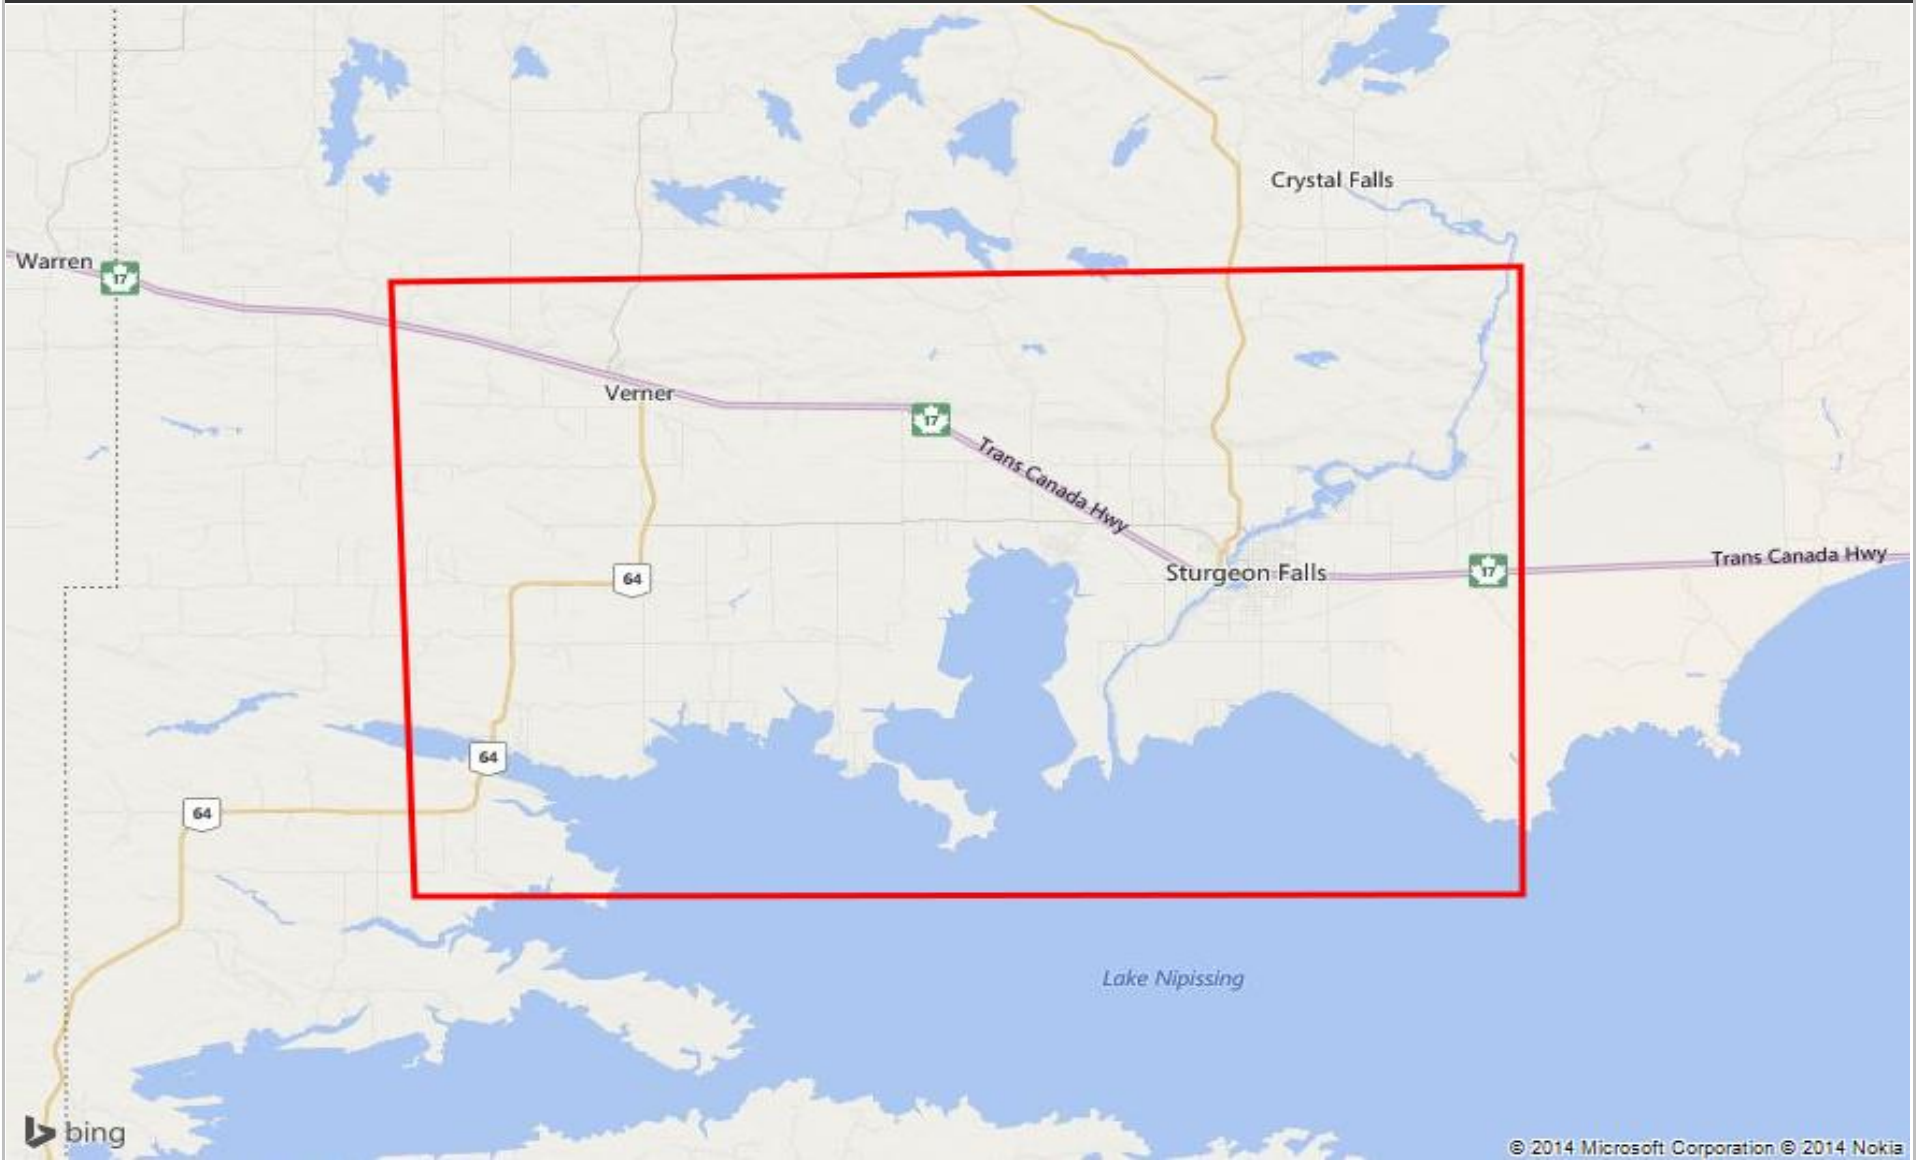 Crystal Falls
Warren
17
Verner
17
Trans Canada Hwy
64
Sturgeon Falls
17
Trans Canada Hwy
64
64
Lake Nipissing
bing
© 2014 Microsoft Corporation © 2014 Nokia